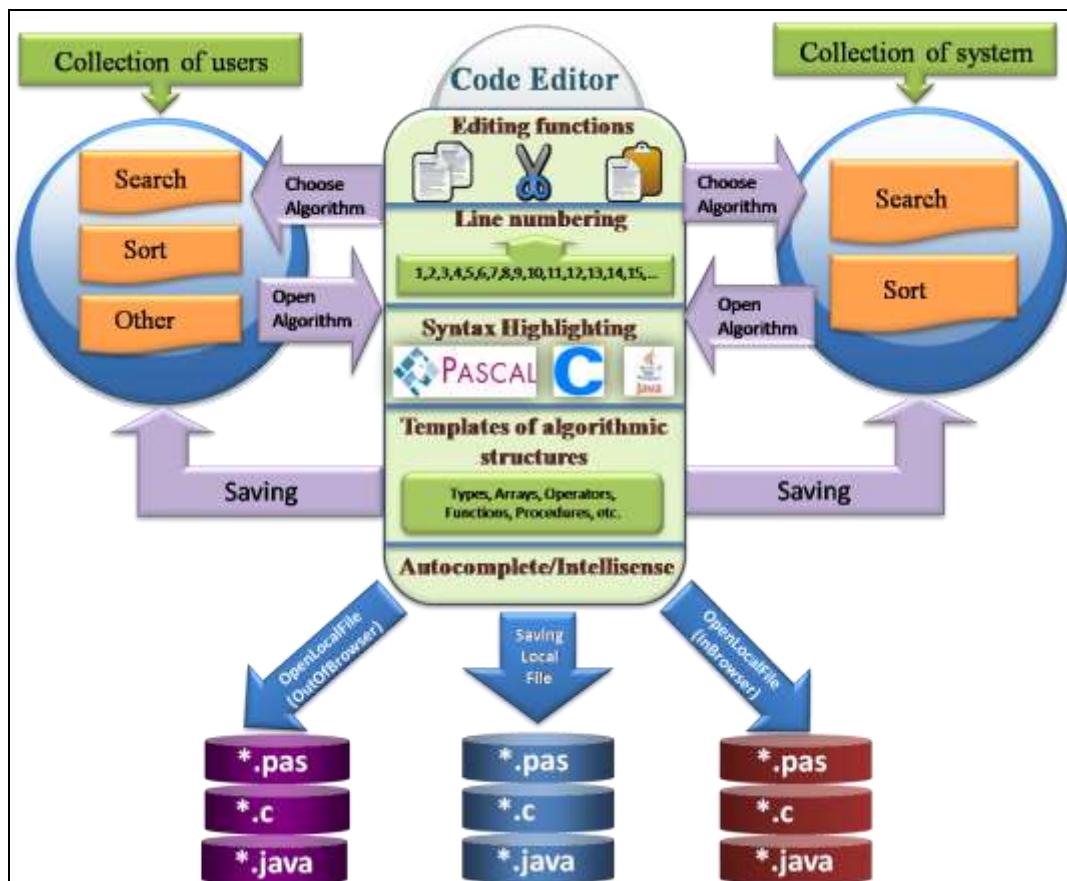 Collection of users
Collection of system
Code Editor
Editing functions
Search
Sort
Other
Choose
Algorithm
Open
Algorithm
Choose
Algorithm
Open
Algorithm
Search
Sort
Line numbering
1,2,3,4,5,6,7,8,9,10,11,12,13,14,15,...
Syntax Highlighting
PASCAL
C
Java
Templates of algorithmic
structures
Types, Arrays, Operators,
Functions, Procedures, etc.
Saving
Saving
Autocomplete/Intellisense
OpenLocalFile
(OutOfBrowser)
Saving
Local
File
OpenLocalFile
(InBrowser)
*.pas
*.c
*.java
*.pas
*.c
*.java
*.pas
*.c
*.java